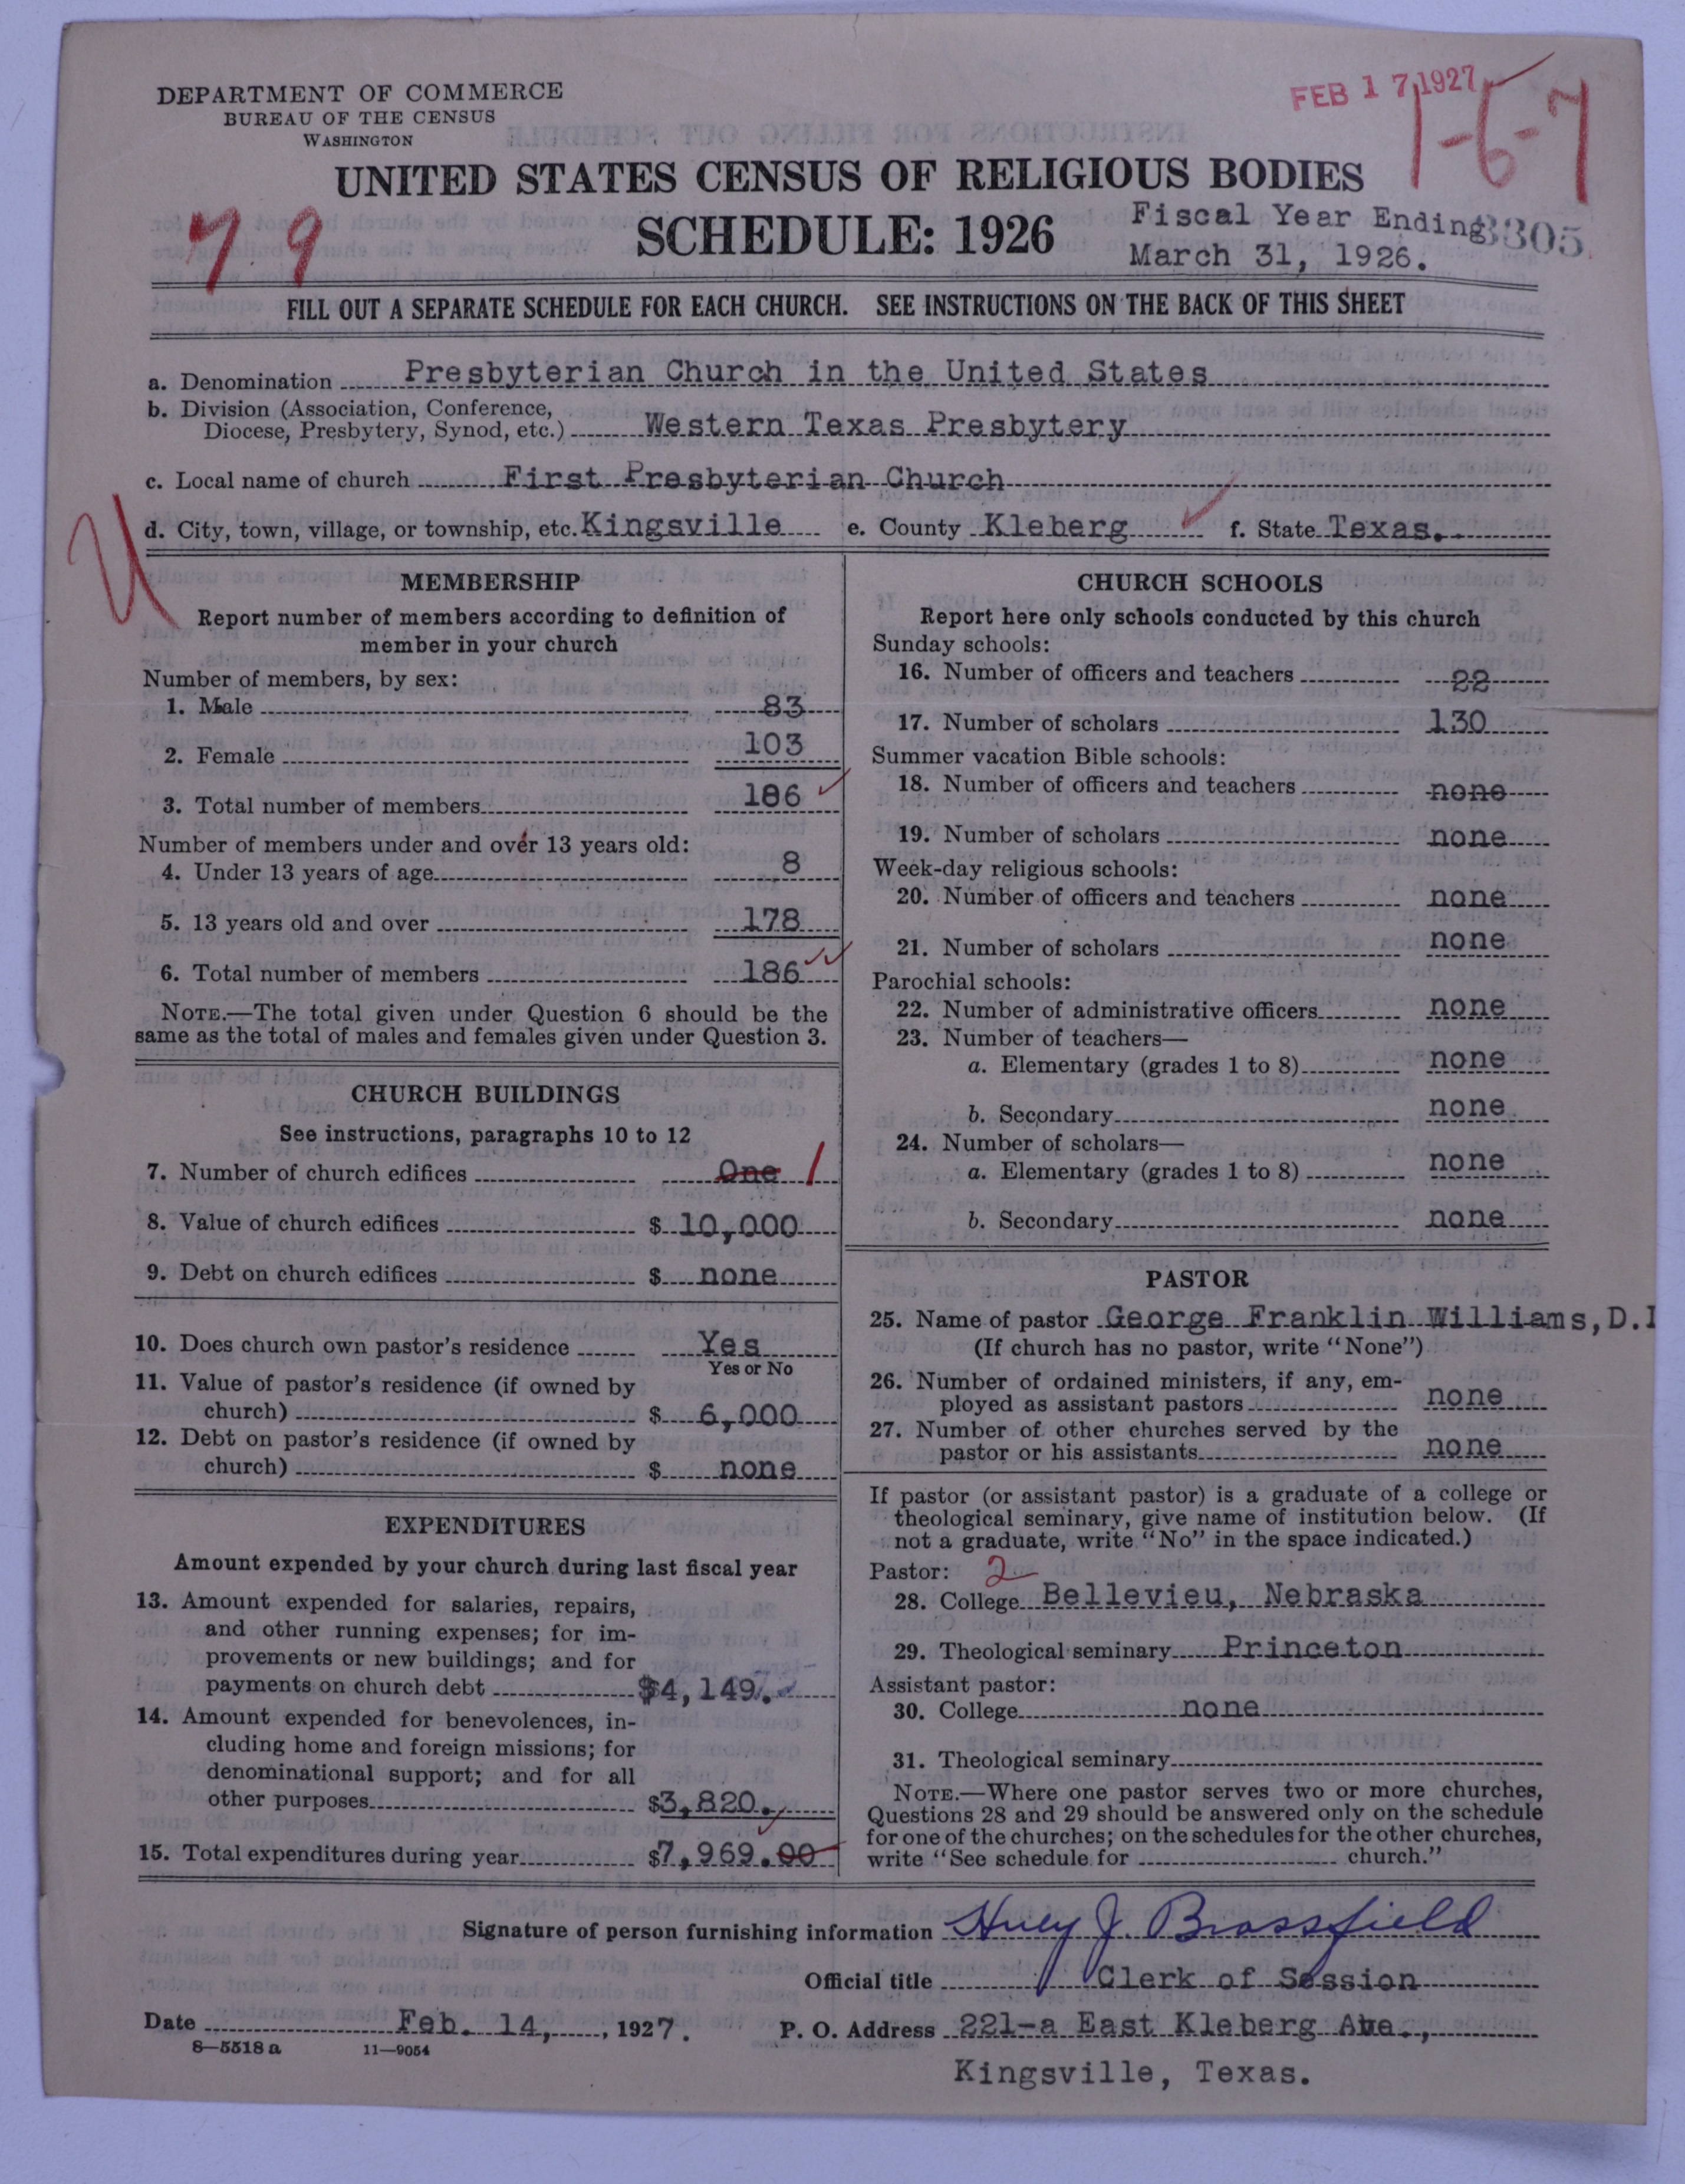 DEPARTMENT OF COMMERCE
BUREAU OF THE CENSUS
WASHINGTON
FEB 17 1927
1-6-7
UNITED STATES CENSUS OF RELIGIOUS BODIES
79
SCHEDULE: 1926
Fiscal Year Ending
March 31, 1926.
3305
FILL OUT A SEPARATE SCHEDULE FOR EACH CHURCH. SEE INSTRUCTIONS ON THE BACK OF THIS SHEET
a. Denomination Presbyterian Church in the United States
b. Division (Association, Conference,
Diocese, Presbytery, Synod, etc.) Western Texas Presbytery
c. Local name of church First Presbyterian Church
d. City, town, village, or township, etc. Kingsville e. County Kleberg f. State Texas.
MEMBERSHIP
Report number of members according to definition of
member in your church
Number of members, by sex:
1. Male 83
2. Female 103
3. Total number of members 186
Number of members under and over 13 years old:
4. Under 13 years of age 8
5. 13 years old and over 178
6. Total number of members 186
NOTE.—The total given under Question 6 should be the
same as the total of males and females given under Question 3.
CHURCH BUILDINGS
See instructions, paragraphs 10 to 12
7. Number of church edifices One 1
8. Value of church edifices $ 10,000
9. Debt on church edifices $ none
10. Does church own pastor's residence Yes
Yes or No
11. Value of pastor's residence (if owned by
church) $ 6,000
12. Debt on pastor's residence (if owned by
church) $ none
EXPENDITURES
Amount expended by your church during last fiscal year
13. Amount expended for salaries, repairs,
and other running expenses; for im-
provements or new buildings; and for
payments on church debt $4,149.
14. Amount expended for benevolences, in-
cluding home and foreign missions; for
denominational support; and for all
other purposes $3,820.
15. Total expenditures during year $7,969.00
CHURCH SCHOOLS
Report here only schools conducted by this church
Sunday schools:
16. Number of officers and teachers 22
17. Number of scholars 130
Summer vacation Bible schools:
18. Number of officers and teachers none
19. Number of scholars none
Week-day religious schools:
20. Number of officers and teachers none
21. Number of scholars none
Parochial schools:
22. Number of administrative officers none
23. Number of teachers—
a. Elementary (grades 1 to 8) none
b. Secondary none
24. Number of scholars—
a. Elementary (grades 1 to 8) none
b. Secondary none
PASTOR
25. Name of pastor George Franklin Williams, D.
(If church has no pastor, write "None")
26. Number of ordained ministers, if any, em-
ployed as assistant pastors none
27. Number of other churches served by the
pastor or his assistants none
If pastor (or assistant pastor) is a graduate of a college or
theological seminary, give name of institution below. (If
not a graduate, write "No" in the space indicated.)
Pastor: 2
28. College Bellevieu, Nebraska
29. Theological seminary Princeton
Assistant pastor:
30. College none
31. Theological seminary
NOTE.—Where one pastor serves two or more churches,
Questions 28 and 29 should be answered only on the schedule
for one of the churches; on the schedules for the other churches,
write "See schedule for church."
Signature of person furnishing information Huey J. Brassfield
Official title Clerk of Session
Date Feb. 14, , 1927. P. O. Address 221-a East Kleberg Ave.,
8—5518 a 11—9054
Kingsville, Texas.